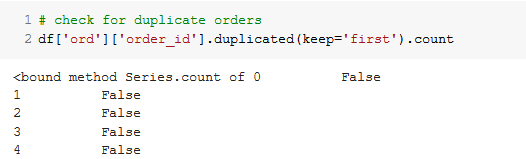 1 # check for duplicate orders
2 df['ord']['order_id'].duplicated(keep='first').count
<bound method Series.count of 0 False
1 False
2 False
3 False
4 False